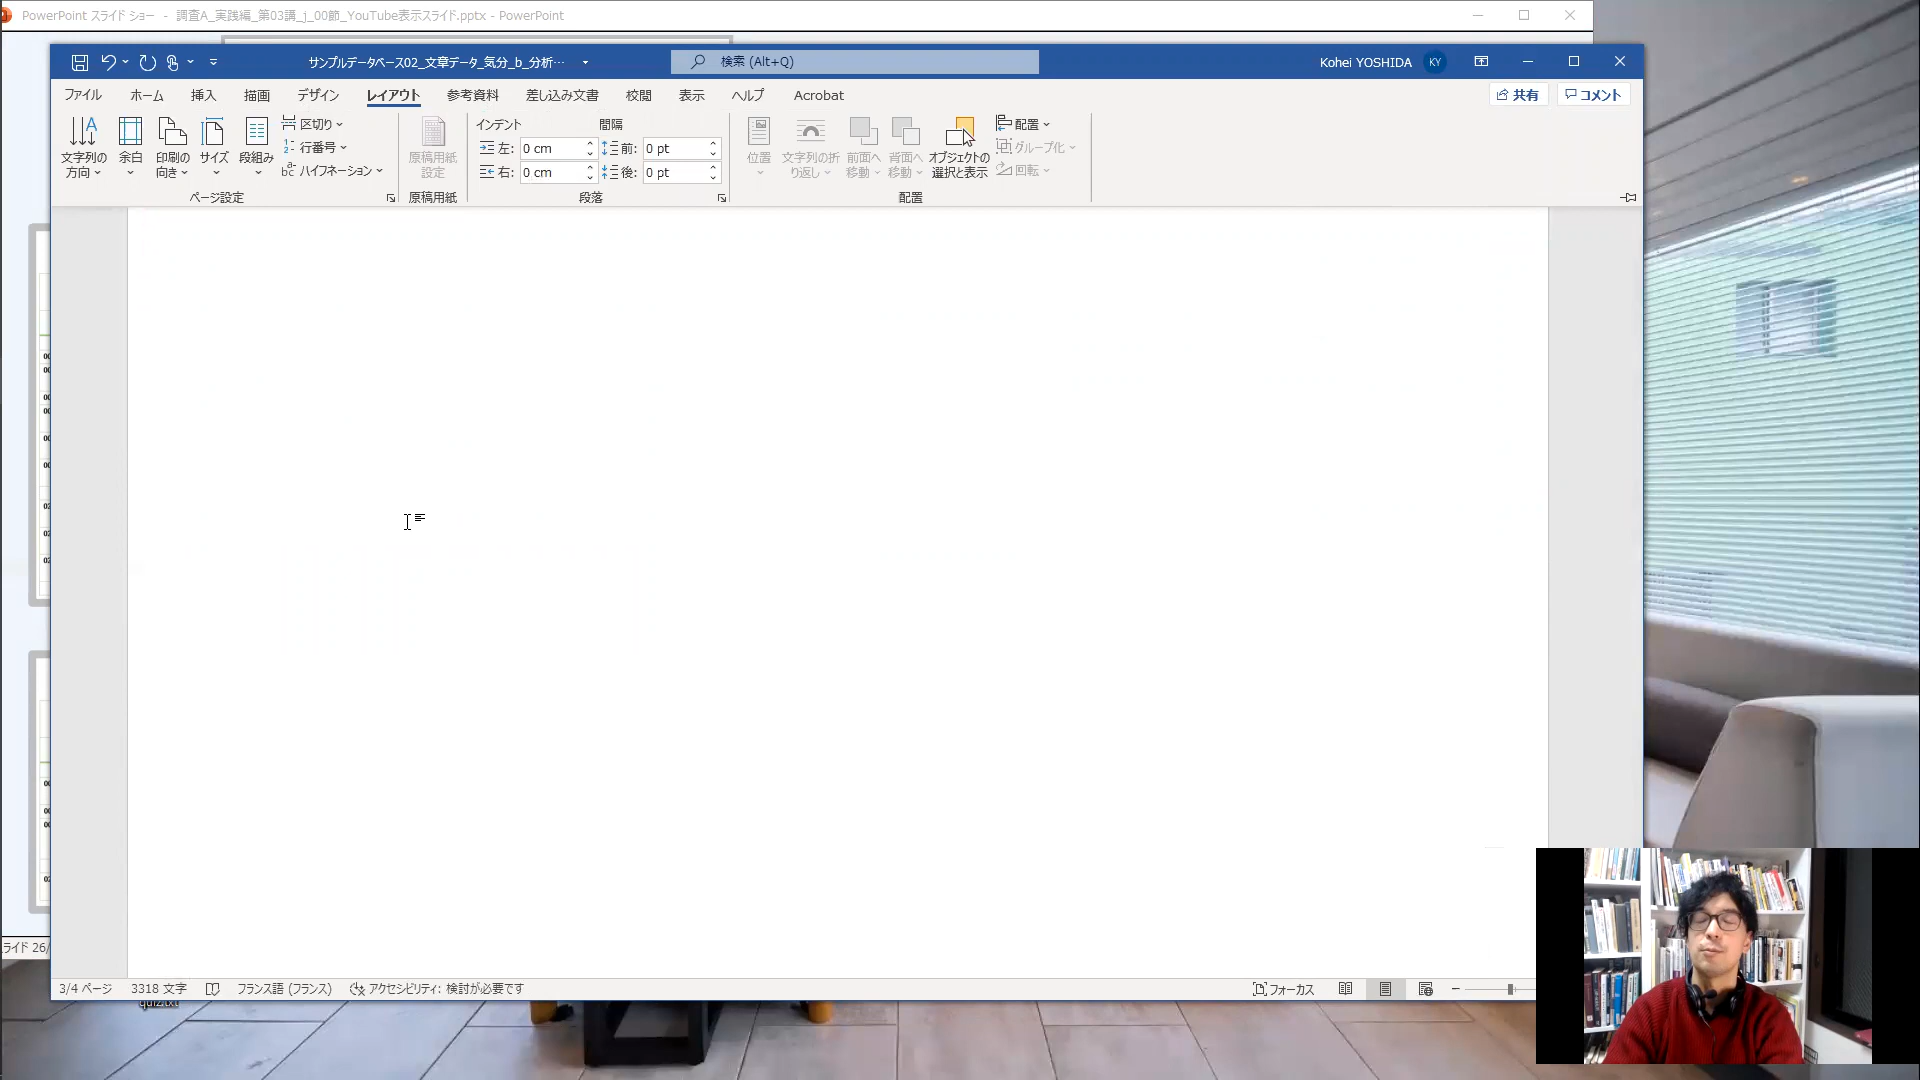 PowerPoint スライド ショー - 調査A_実践編_第03講_j_00節_YouTube表示スライド.pptx - PowerPoint
サンプルデータベース02_文章データ_気分_b_分析…
検索 (Alt+Q)
Kohei YOSHIDA
KY
ファイル ホーム 挿入 描画 デザイン レイアウト 参考資料 差し込み文書 校閲 表示 ヘルプ Acrobat
共有 コメント
文字列の方向
余白
印刷の向き
サイズ
段組み
区切り
行番号
ハイフネーション
ページ設定
原稿用紙設定
原稿用紙
インデント 間隔
左: 0 cm 前: 0 pt
右: 0 cm 後: 0 pt
段落
位置
文字列の折り返し
前面へ移動
背面へ移動
オブジェクトの選択と表示
配置
グループ化
回転
配置
ライド 26/
3/4 ページ 3318 文字 フランス語 (フランス) アクセシビリティ: 検討が必要です
フォーカス
quiz.txt